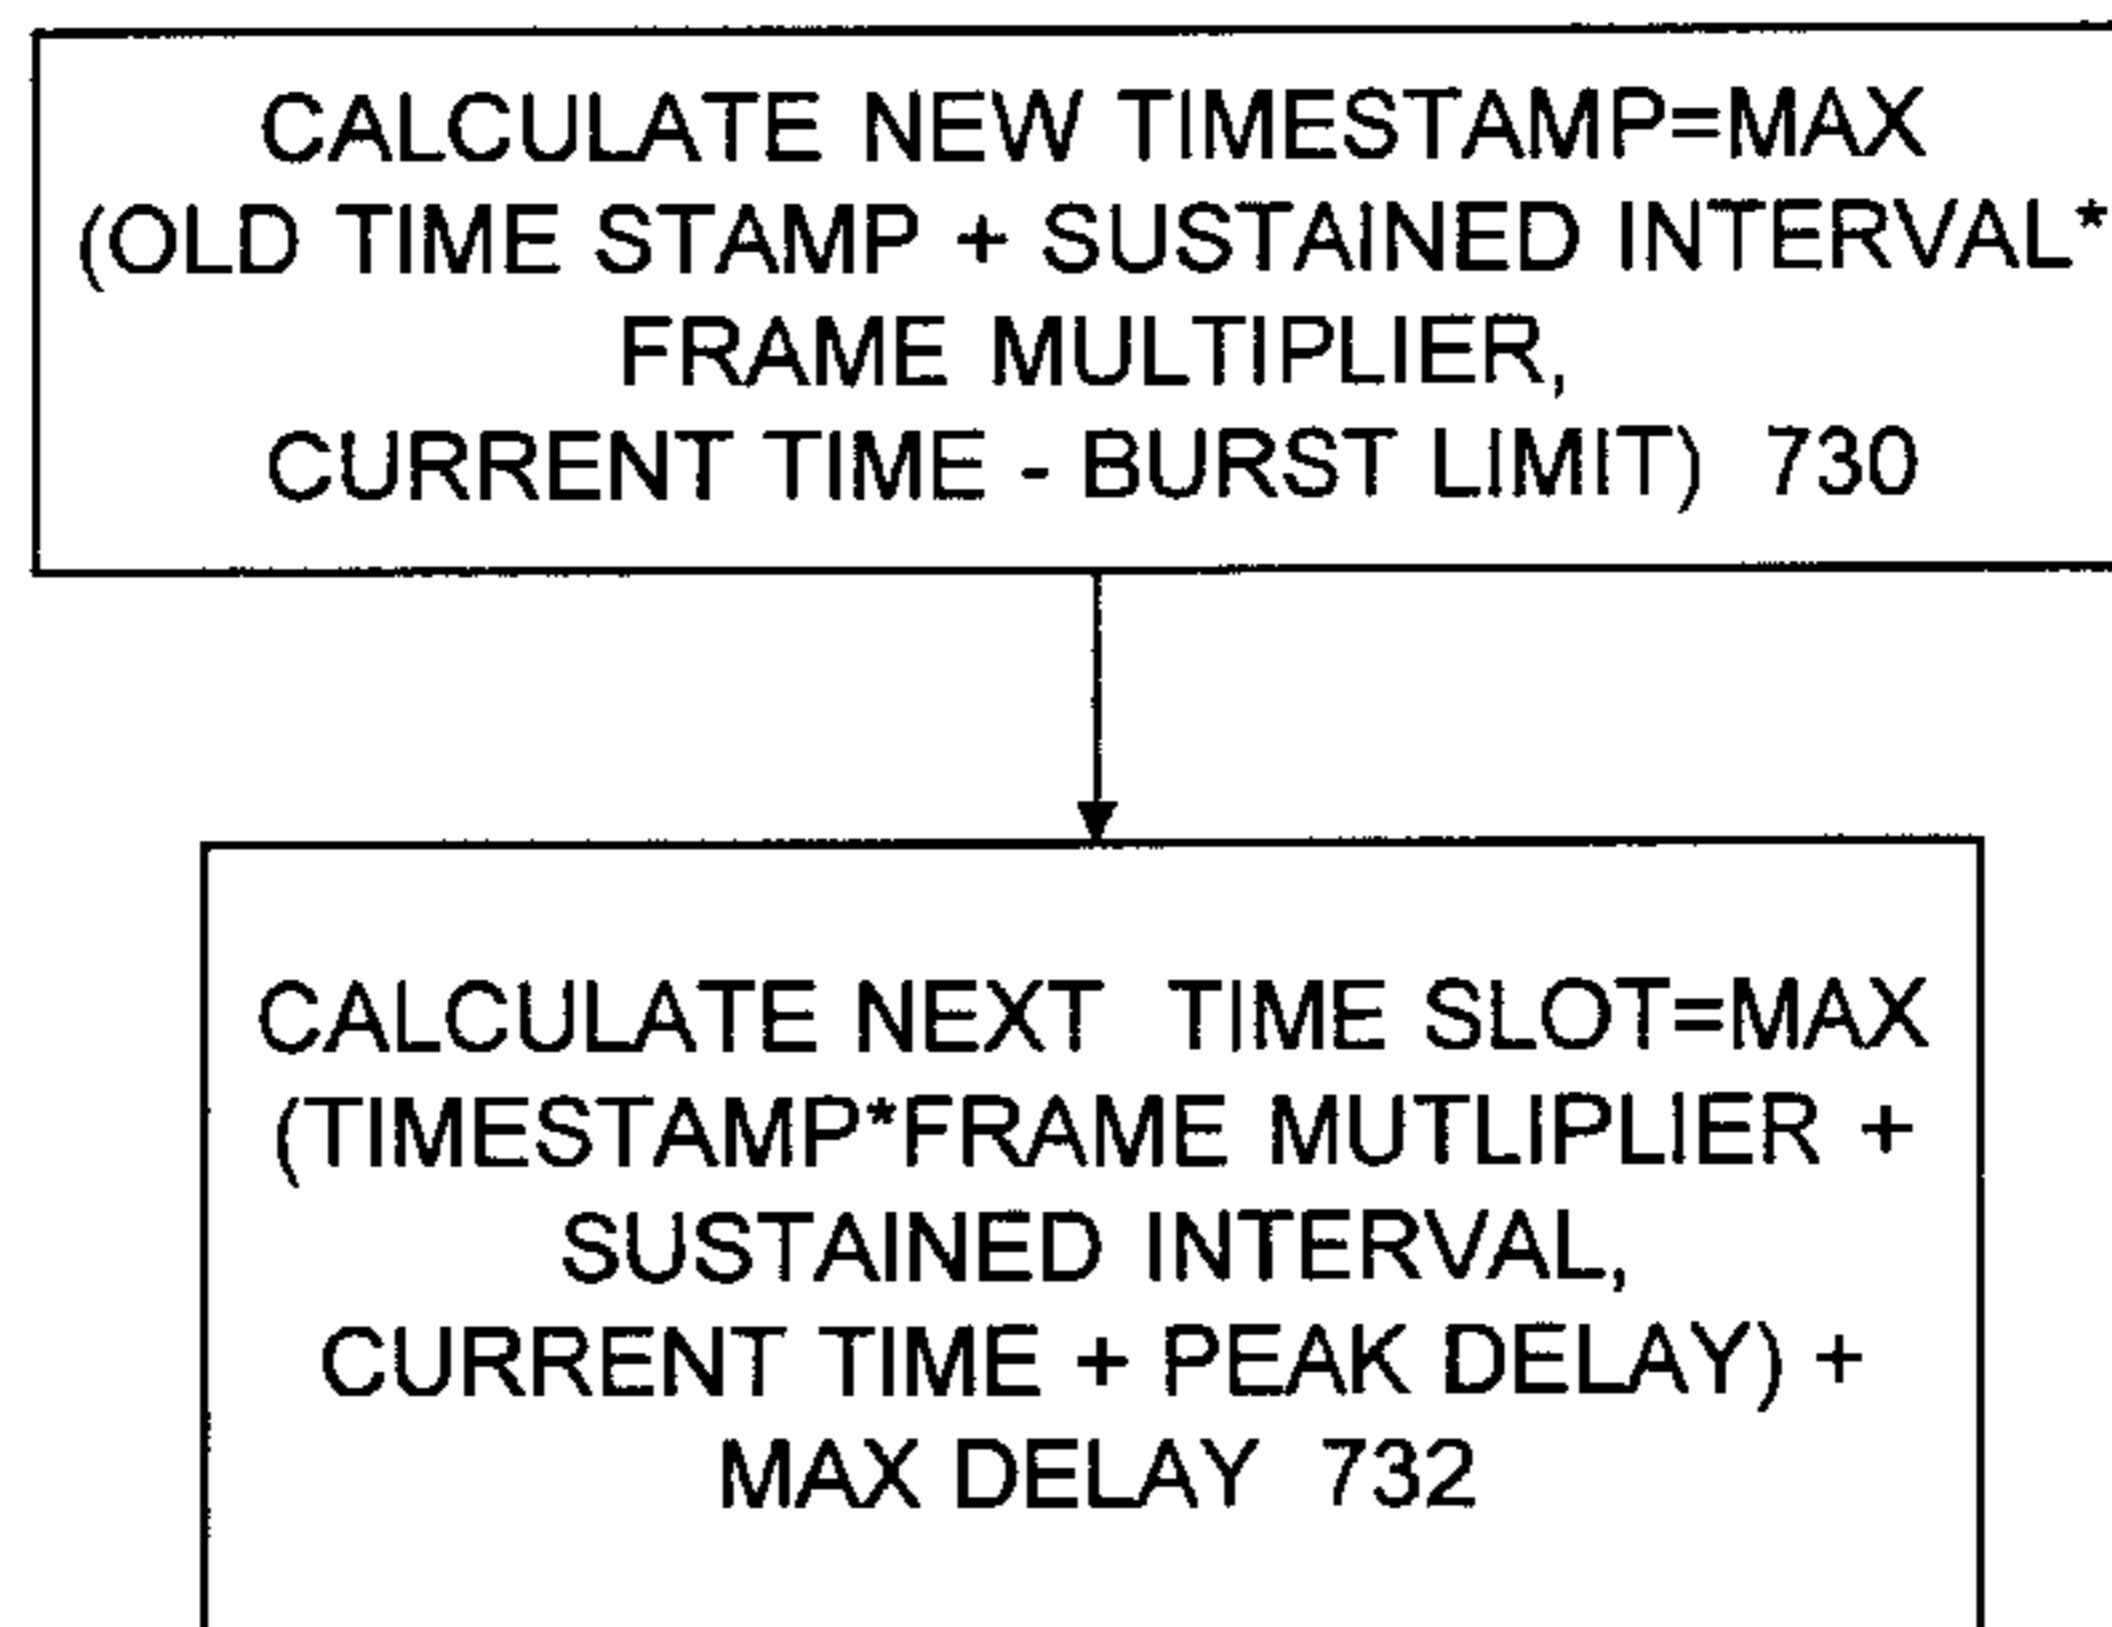 CALCULATE NEW TIMESTAMP=MAX
(OLD TIME STAMP + SUSTAINED INTERVAL*
FRAME MULTIPLIER,
CURRENT TIME - BURST LIMIT) 730
CALCULATE NEXT TIME SLOT=MAX
(TIMESTAMP*FRAME MUTLIPLIER +
SUSTAINED INTERVAL,
CURRENT TIME + PEAK DELAY) +
MAX DELAY 732